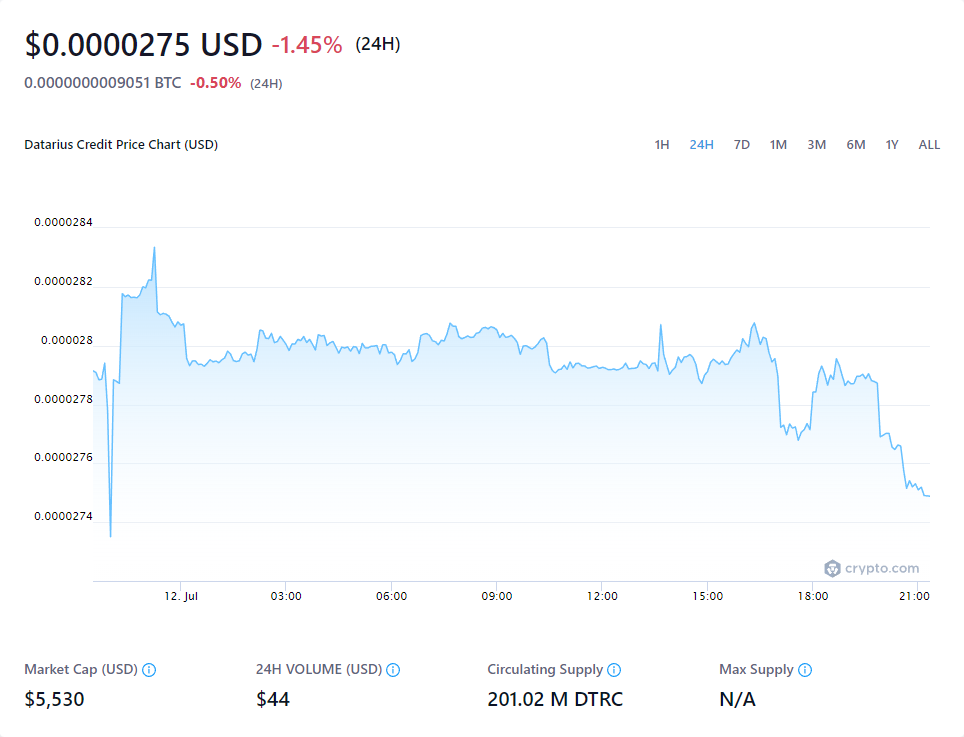 $0.0000275 USD -1.45% (24H)
0.0000000009051 BTC -0.50% (24H)
Datarius Credit Price Chart (USD)
1H 24H 7D 1M 3M 6M 1Y ALL
0.0000284
0.0000282
0.000028
0.0000278
0.0000276
0.0000274
crypto.com
12. Jul 03:00 06:00 09:00 12:00 15:00 18:00 21:00
Market Cap (USD) 24H VOLUME (USD) Circulating Supply Max Supply
$5,530 $44 201.02 M DTRC N/A